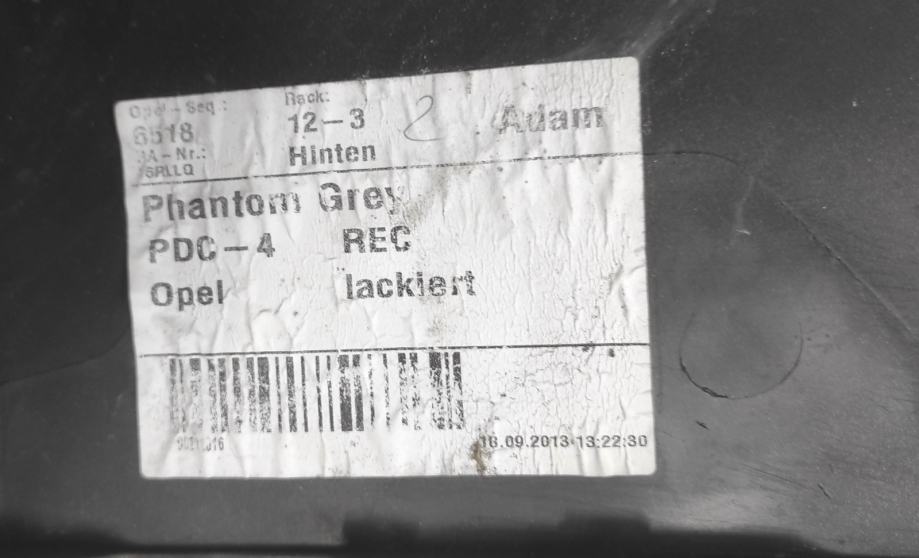 Opel-Seq.: Rack:
6518 12-3 2 Adam
Hinten
Phantom Grey
PDC-4 REC
Opel lackiert
16.09.2013 13:22:30